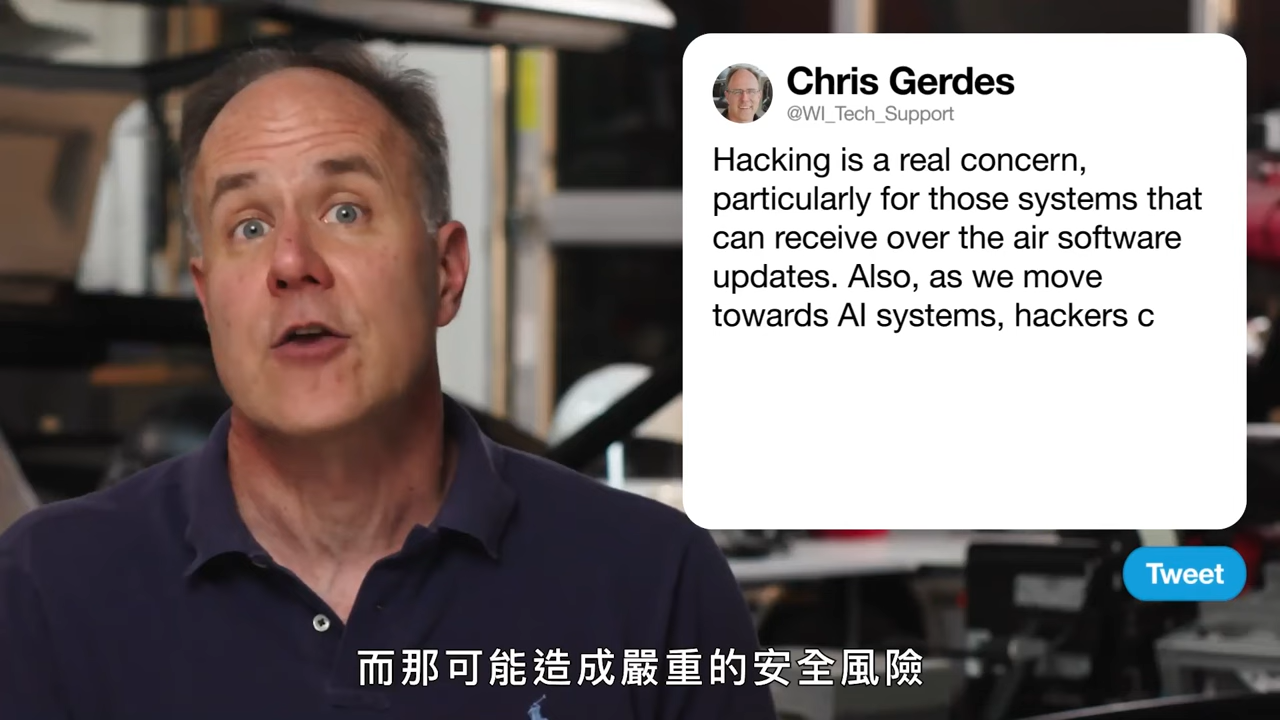 Chris Gerdes
@WI_Tech_Support
Hacking is a real concern,
particularly for those systems that
can receive over the air software
updates. Also, as we move
towards AI systems, hackers c
Tweet
而那可能造成嚴重的安全風險